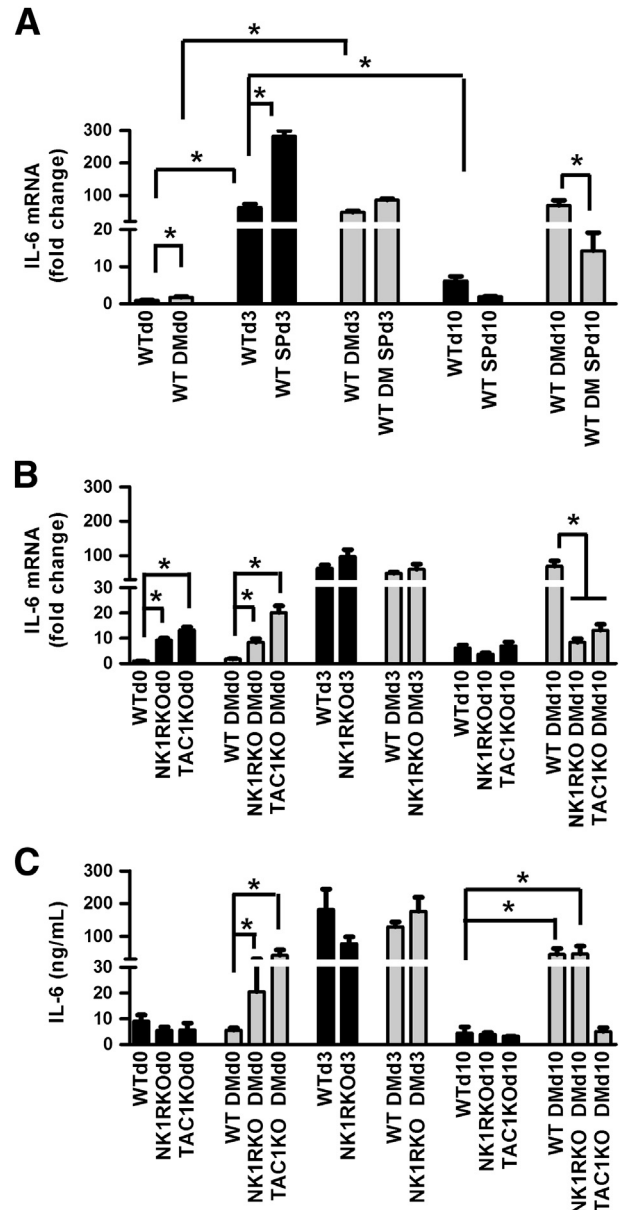 A
IL-6 mRNA
(fold change)
300
200
100
20
10
0
*
*
*
*
*
*
WTd0
WT DMd0
WTd3
WT SPd3
WT DMd3
WT DM SPd3
WTd10
WT SPd10
WT DMd10
WT DM SPd10
B
IL-6 mRNA
(fold change)
300
200
100
30
20
10
0
*
*
*
*
*
WTd0
NK1RKOd0
TAC1KOd0
WT DMd0
NK1RKO DMd0
TAC1KO DMd0
WTd3
NK1RKOd3
WT DMd3
NK1RKO DMd3
WTd10
NK1RKOd10
TAC1KOd10
WT DMd10
NK1RKO DMd10
TAC1KO DMd10
C
IL-6 (ng/mL)
300
200
100
30
20
10
0
*
*
*
*
WTd0
NK1RKOd0
TAC1KOd0
WT DMd0
NK1RKO DMd0
TAC1KO DMd0
WTd3
NK1RKOd3
WT DMd3
NK1RKO DMd3
WTd10
NK1RKOd10
TAC1KOd10
WT DMd10
NK1RKO DMd10
TAC1KO DMd10